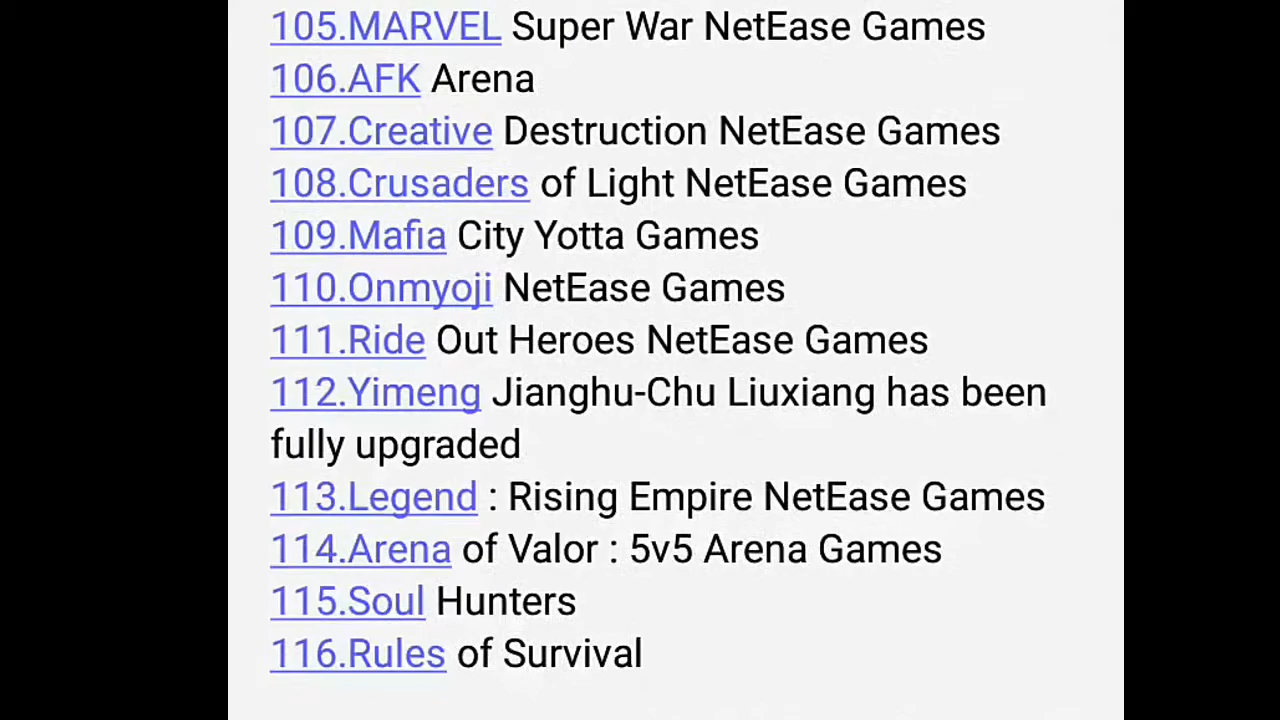 105.MARVEL Super War NetEase Games
106.AFK Arena
107.Creative Destruction NetEase Games
108.Crusaders of Light NetEase Games
109.Mafia City Yotta Games
110.Onmyoji NetEase Games
111.Ride Out Heroes NetEase Games
112.Yimeng Jianghu-Chu Liuxiang has been
fully upgraded
113.Legend : Rising Empire NetEase Games
114.Arena of Valor : 5v5 Arena Games
115.Soul Hunters
116.Rules of Survival